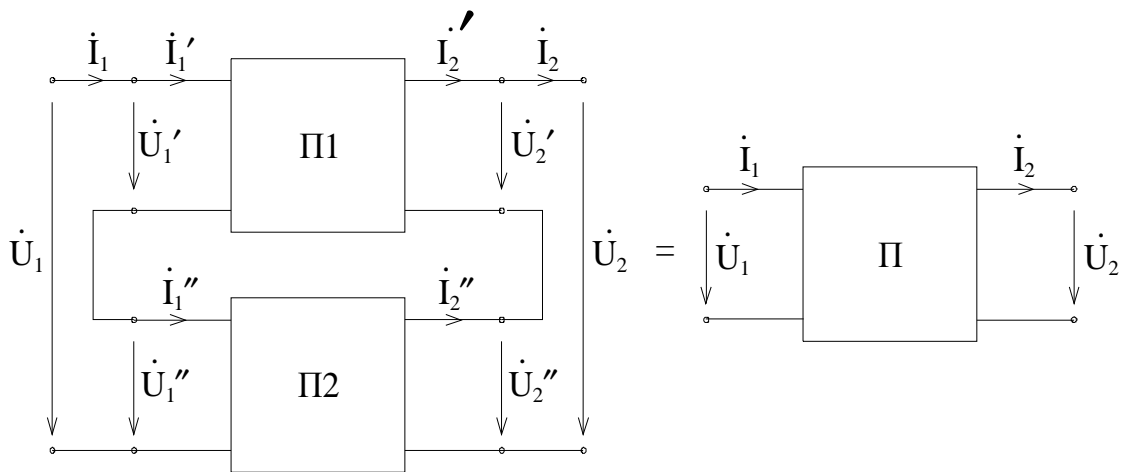 İ₁ İ₁′ İ₂′ İ₂
U̇₁′ П1 U̇₂′
İ₁ İ₂
U̇₁ U̇₂ = U̇₁ П U̇₂
İ₁″ İ₂″
U̇₁″ П2 U̇₂″